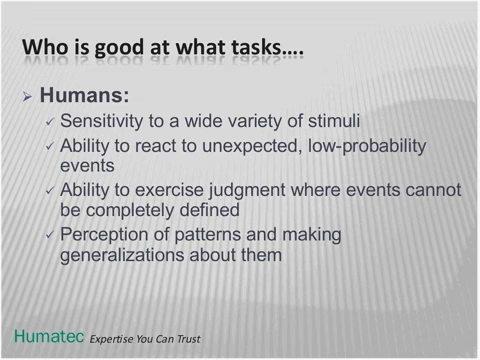 Who is good at what tasks….
Humans:
Sensitivity to a wide variety of stimuli
Ability to react to unexpected, low-probability
events
Ability to exercise judgment where events cannot
be completely defined
Perception of patterns and making
generalizations about them
Humatec Expertise You Can Trust